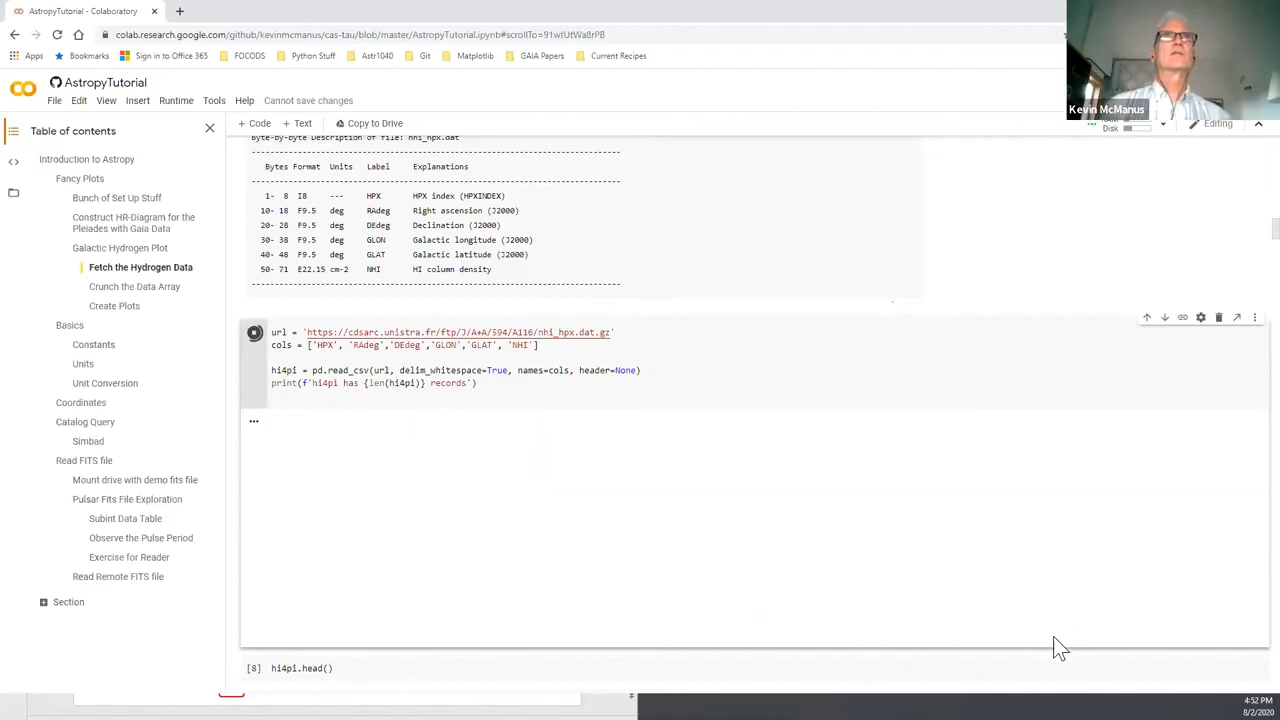 AstropyTutorial - Colaboratory
colab.research.google.com/github/kevinmcmanus/cas-tau/blob/master/AstropyTutorial.ipynb#scrollTo=91wtUtWa8rPB
Apps Bookmarks Sign in to Office 365 FOCODS Python Stuff Astr1040 Git Matplotlib GAIA Papers Current Recipes
Kevin McManus
AstropyTutorial
File Edit View Insert Runtime Tools Help Cannot save changes
+ Code + Text Copy to Drive
Disk
Editing
Table of contents
Introduction to Astropy
Fancy Plots
Bunch of Set Up Stuff
Construct HR-Diagram for the
Pleiades with Gaia Data
Galactic Hydrogen Plot
Fetch the Hydrogen Data
Crunch the Data Array
Create Plots
Basics
Constants
Units
Unit Conversion
Coordinates
Catalog Query
Simbad
Read FITS file
Mount drive with demo fits file
Pulsar Fits File Exploration
Subint Data Table
Observe the Pulse Period
Exercise for Reader
Read Remote FITS file
Section
Byte-by-byte Description of file: nhi_hpx.dat
Bytes Format Units Label Explanations
1- 8 I8 --- HPX HPX index (HPXINDEX)
10- 18 F9.5 deg RAdeg Right ascension (J2000)
20- 28 F9.5 deg DEdeg Declination (J2000)
30- 38 F9.5 deg GLON Galactic longitude (J2000)
40- 48 F9.5 deg GLAT Galactic latitude (J2000)
50- 71 E22.15 cm-2 NHI HI column density
url = 'https://cdsarc.unistra.fr/ftp/J/A+A/594/A116/nhi_hpx.dat.gz'
cols = ['HPX', 'RAdeg','DEdeg','GLON','GLAT', 'NHI']
hi4pi = pd.read_csv(url, delim_whitespace=True, names=cols, header=None)
print(f'hi4pi has {len(hi4pi)} records')
[8] hi4pi.head()
4:52 PM
8/2/2020